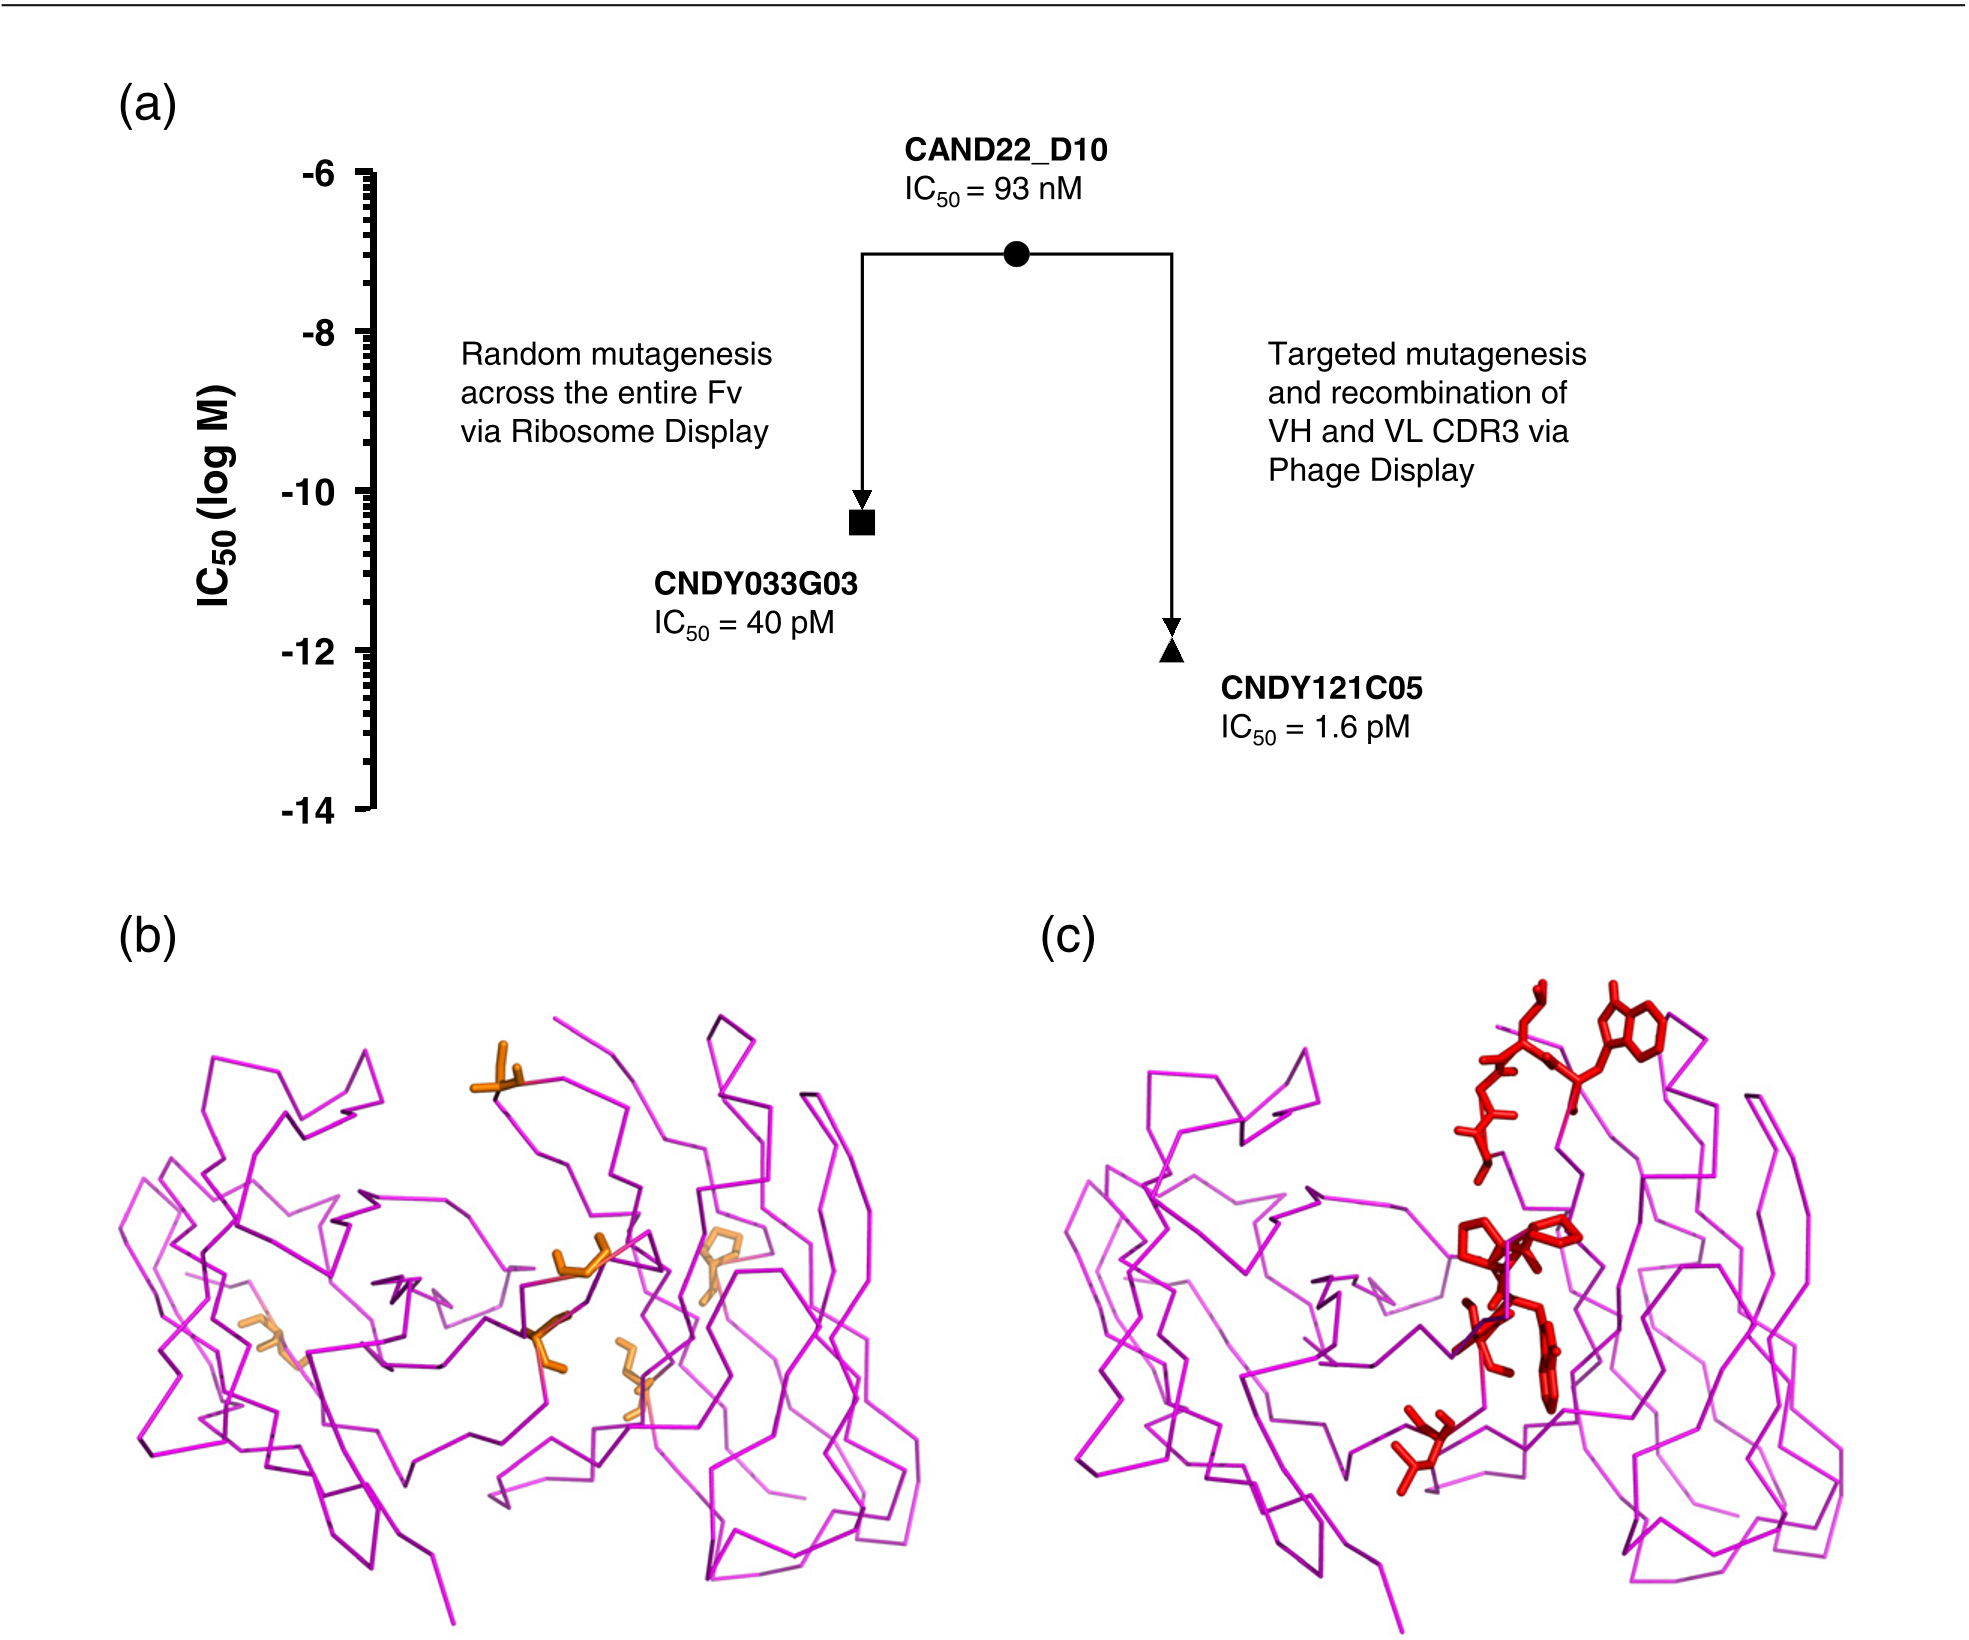 (a)
CAND22_D10
IC50 = 93 nM
-6
-8
-10
-12
-14
IC50 (log M)
Random mutagenesis
across the entire Fv
via Ribosome Display
Targeted mutagenesis
and recombination of
VH and VL CDR3 via
Phage Display
CNDY033G03
IC50 = 40 pM
CNDY121C05
IC50 = 1.6 pM
(b)
(c)